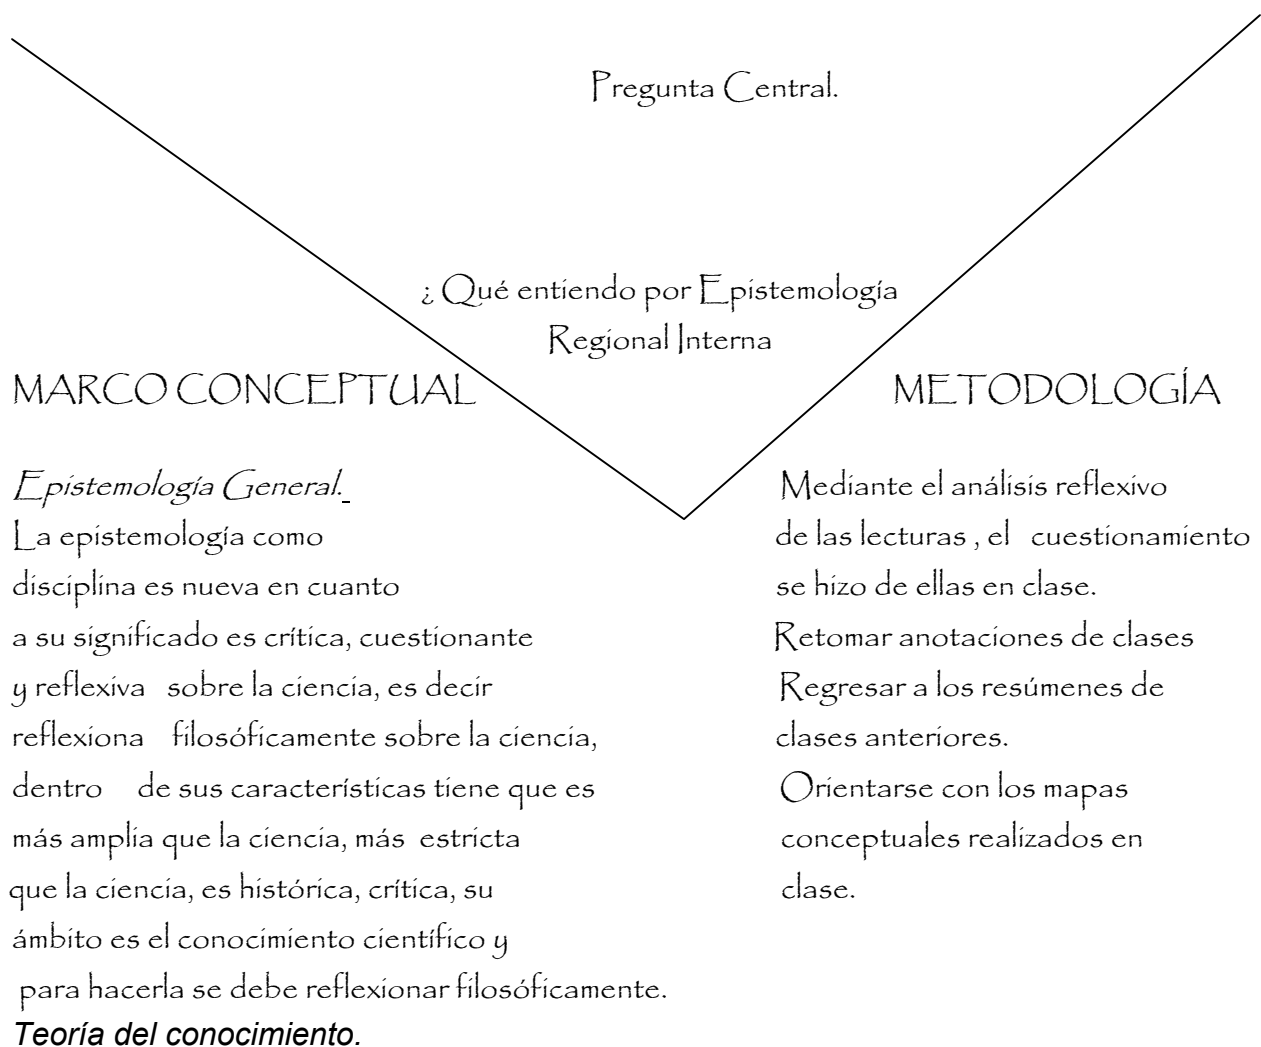 Pregunta Central.
¿ Qué entiendo por Epistemología
Regional Interna
MARCO CONCEPTUAL
Epistemología General.
La epistemología como
disciplina es nueva en cuanto
a su significado es crítica, cuestionante
y reflexiva sobre la ciencia, es decir
reflexiona filosóficamente sobre la ciencia,
dentro de sus características tiene que es
más amplia que la ciencia, más estricta
que la ciencia, es histórica, crítica, su
ámbito es el conocimiento científico y
para hacerla se debe reflexionar filosóficamente.
Teoría del conocimiento.
METODOLOGÍA
Mediante el análisis reflexivo
de las lecturas , el cuestionamiento
se hizo de ellas en clase.
Retomar anotaciones de clases
Regresar a los resúmenes de
clases anteriores.
Orientarse con los mapas
conceptuales realizados en
clase.